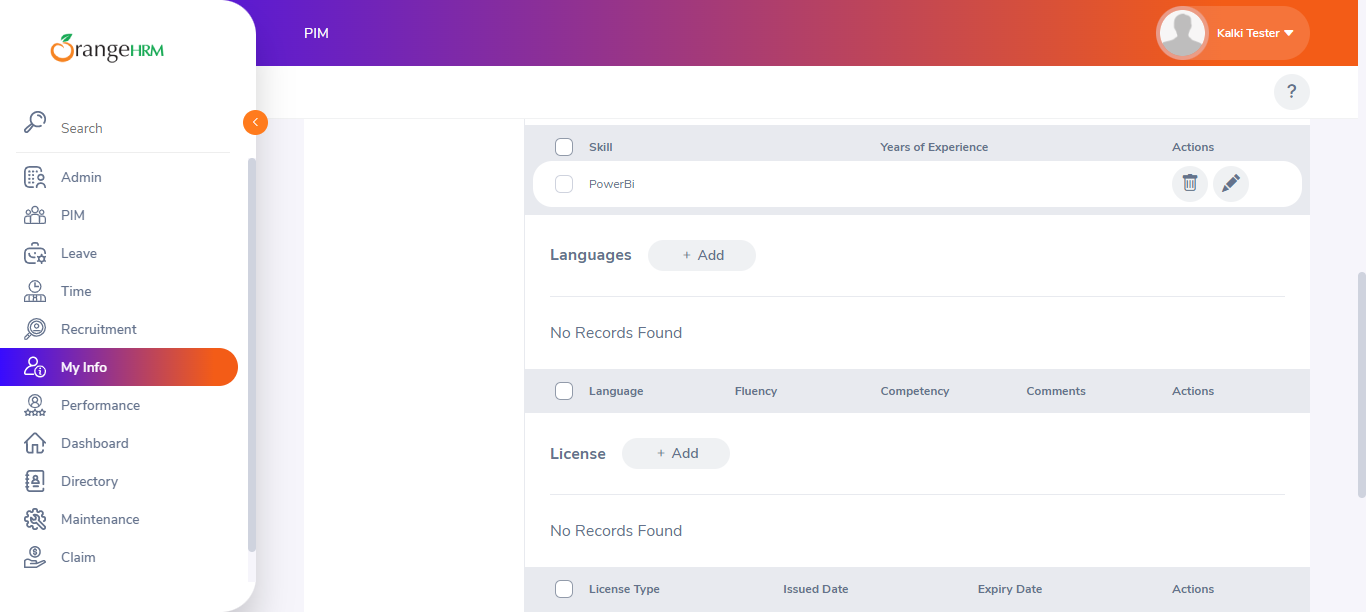 OrangeHRM
PIM
Kalki Tester
?
Search
Admin
PIM
Leave
Time
Recruitment
My Info
Performance
Dashboard
Directory
Maintenance
Claim
Skill Years of Experience Actions
PowerBi
Languages + Add
No Records Found
Language Fluency Competency Comments Actions
License + Add
No Records Found
License Type Issued Date Expiry Date Actions